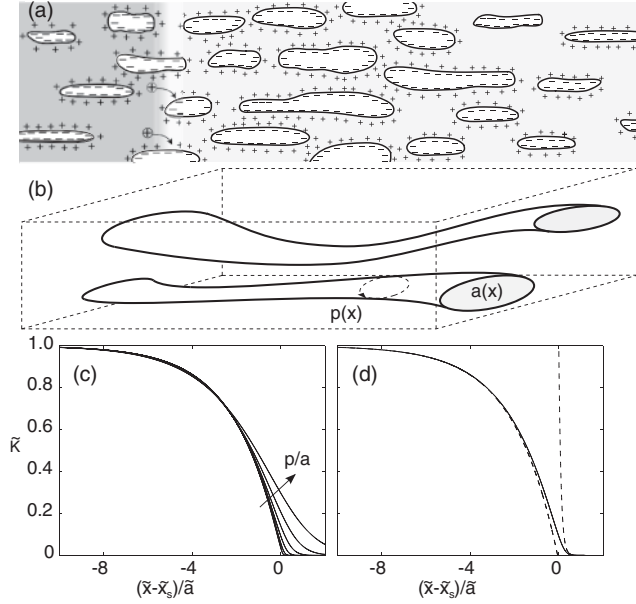 (a)
(b)
a(x)
p(x)
1.0
0.8
0.6
0.4
0.2
0
K̃
(c)
p/a
-8
-4
0
(x̃-x̃ₛ)/ã
(d)
-8
-4
0
(x̃-x̃ₛ)/ã